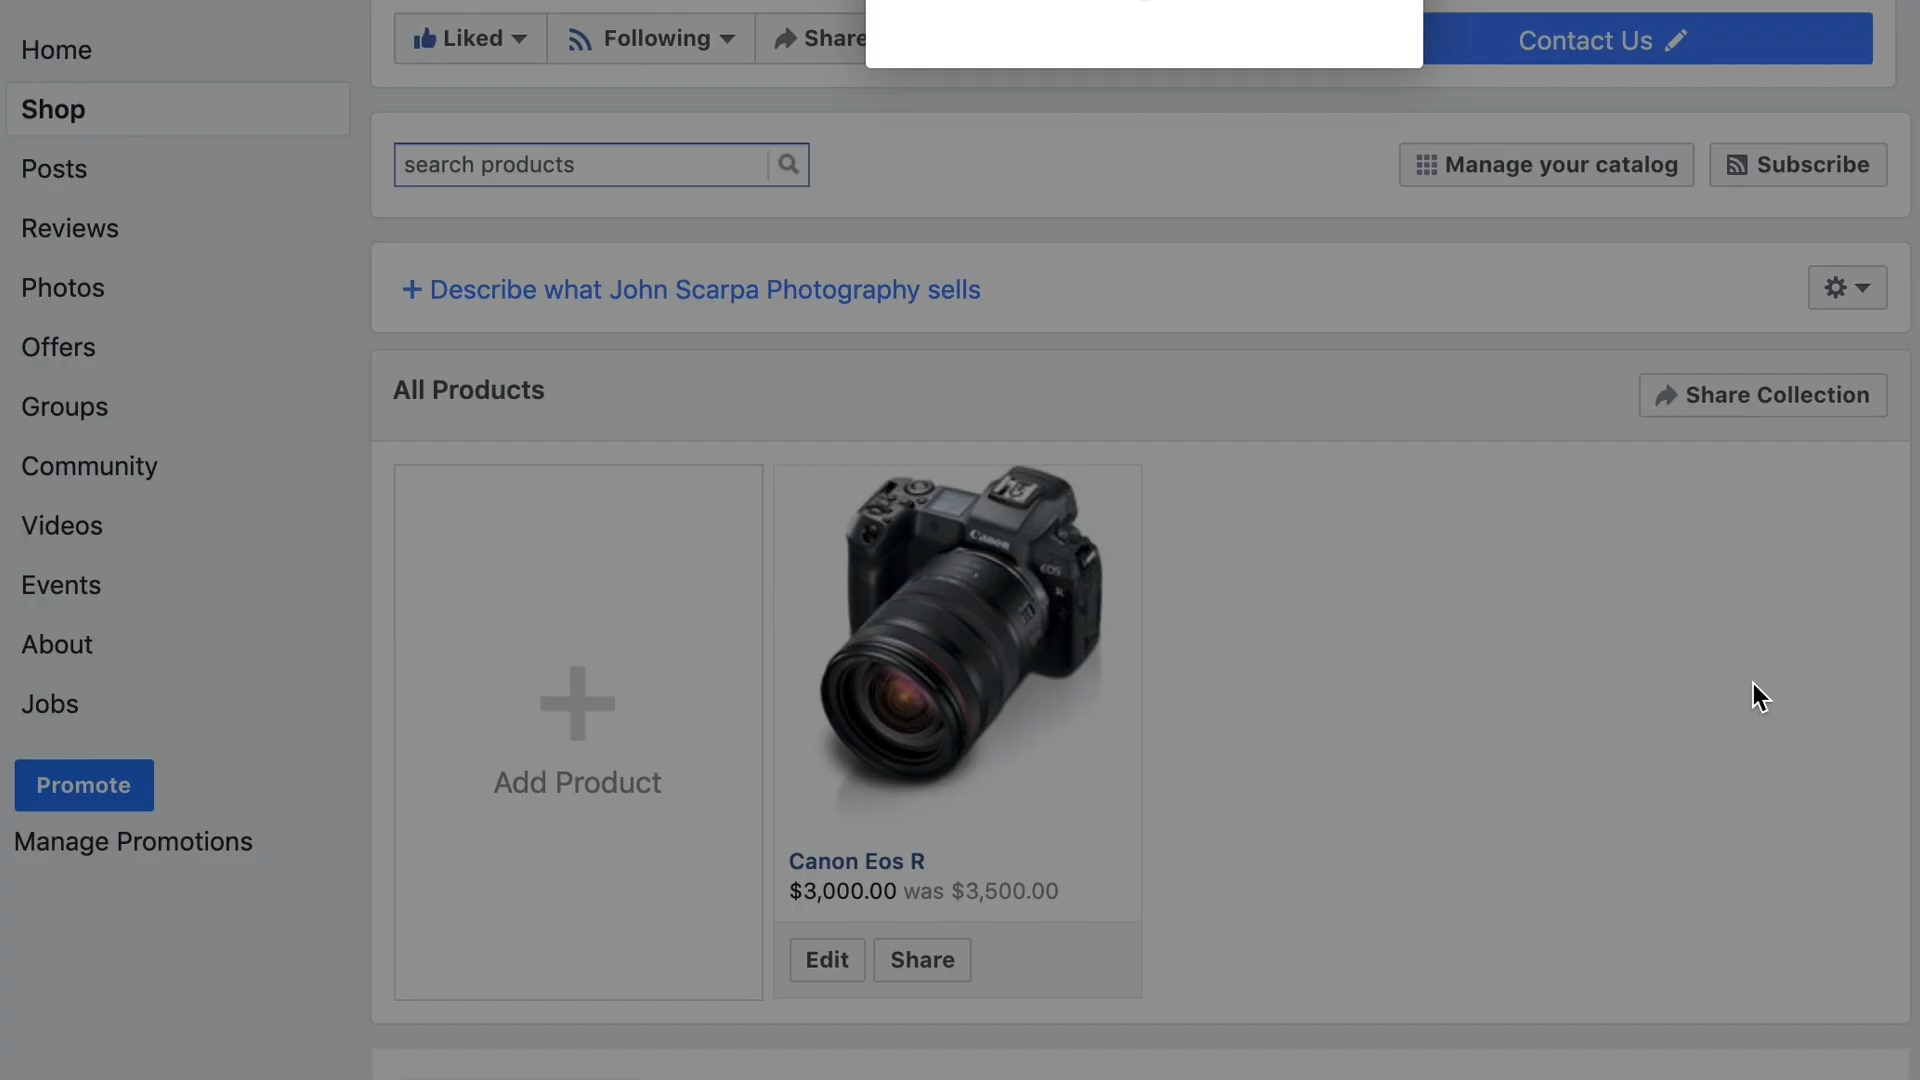 Home
Shop
Posts
Reviews
Photos
Offers
Groups
Community
Videos
Events
About
Jobs
Promote
Manage Promotions
Liked
Following
Share
Contact Us
search products
Manage your catalog
Subscribe
+ Describe what John Scarpa Photography sells
All Products
Share Collection
Add Product
Canon
EOS
R
Canon Eos R
$3,000.00 was $3,500.00
Edit
Share